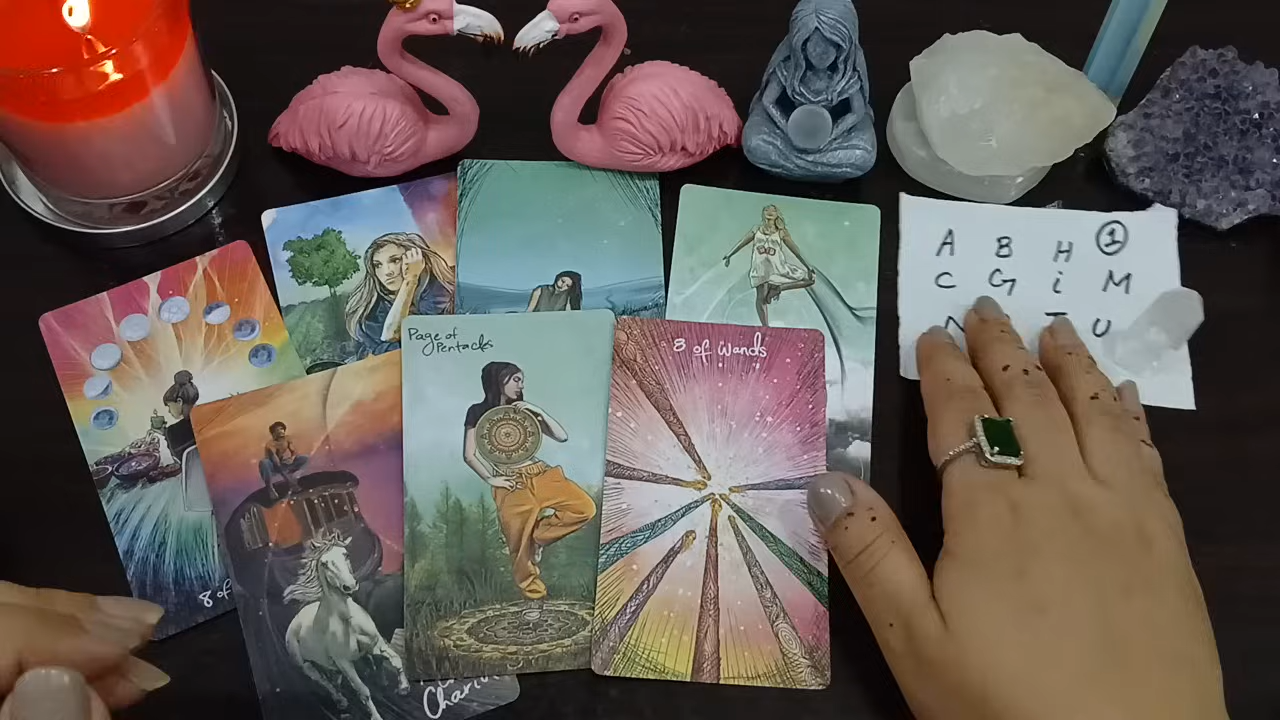 Page of
Pentacles
8 of wands
A B H 1
C G i M
U
8 of